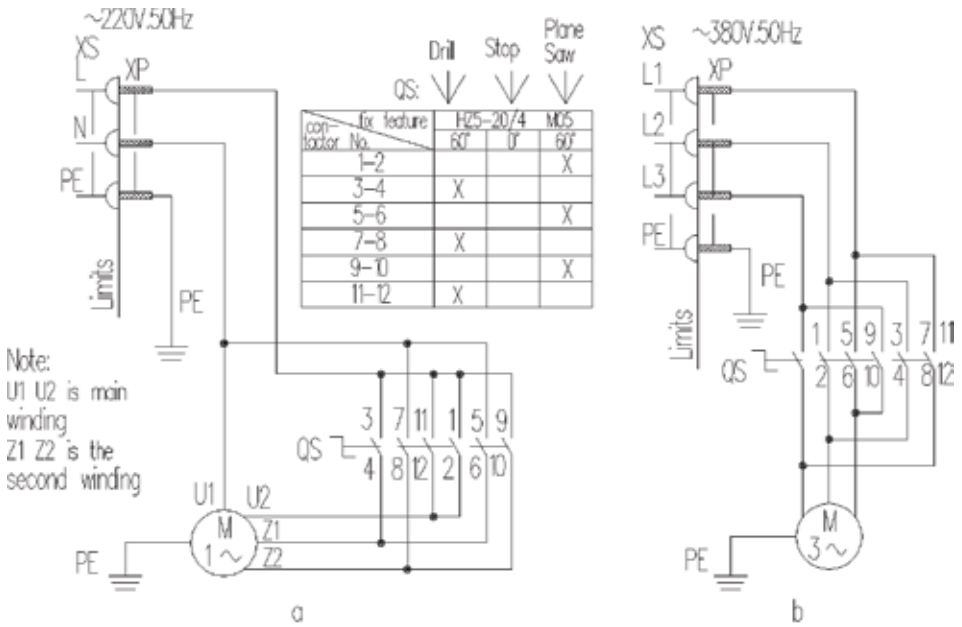 ~220V.50Hz
XS
L
XP
N
PE
Limits
PE
Drill Stop Plane Saw
QS:
fix feature HZ5-20/4 M05
con-factor No. 60° 0° 60°
1-2 X
3-4 X
5-6 X
7-8 X
9-10 X
11-12 X
Note:
U1 U2 is main
winding
Z1 Z2 is the
second winding
3 7 11 1 5 9
QS
4 8 12 2 6 10
U1 U2
M
Z1
1~
Z2
PE
a
XS ~380V.50Hz
L1 XP
L2
L3
PE
PE
Limits
1 5 9 3 7 11
QS
2 6 10 4 8 12
M
3~
PE
b